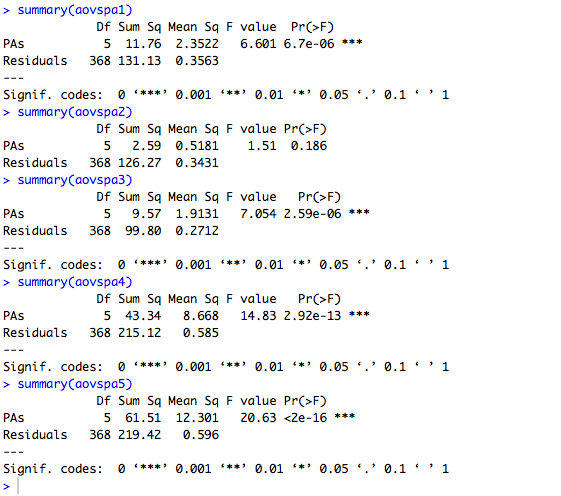 > summary(aovspa1)
             Df Sum Sq Mean Sq F value  Pr(>F)
PAs           5  11.76  2.3522   6.601 6.7e-06 ***
Residuals   368 131.13  0.3563
---
Signif. codes:  0 ‘***’ 0.001 ‘**’ 0.01 ‘*’ 0.05 ‘.’ 0.1 ‘ ’ 1
> summary(aovspa2)
             Df Sum Sq Mean Sq F value Pr(>F)
PAs           5   2.59  0.5181    1.51  0.186
Residuals   368 126.27  0.3431
> summary(aovspa3)
             Df Sum Sq Mean Sq F value   Pr(>F)
PAs           5   9.57  1.9131   7.054 2.59e-06 ***
Residuals   368  99.80  0.2712
---
Signif. codes:  0 ‘***’ 0.001 ‘**’ 0.01 ‘*’ 0.05 ‘.’ 0.1 ‘ ’ 1
> summary(aovspa4)
             Df Sum Sq Mean Sq F value   Pr(>F)
PAs           5  43.34   8.668   14.83 2.92e-13 ***
Residuals   368 215.12   0.585
---
Signif. codes:  0 ‘***’ 0.001 ‘**’ 0.01 ‘*’ 0.05 ‘.’ 0.1 ‘ ’ 1
> summary(aovspa5)
             Df Sum Sq Mean Sq F value Pr(>F)
PAs           5  61.51  12.301   20.63 <2e-16 ***
Residuals   368 219.42   0.596
---
Signif. codes:  0 ‘***’ 0.001 ‘**’ 0.01 ‘*’ 0.05 ‘.’ 0.1 ‘ ’ 1
>